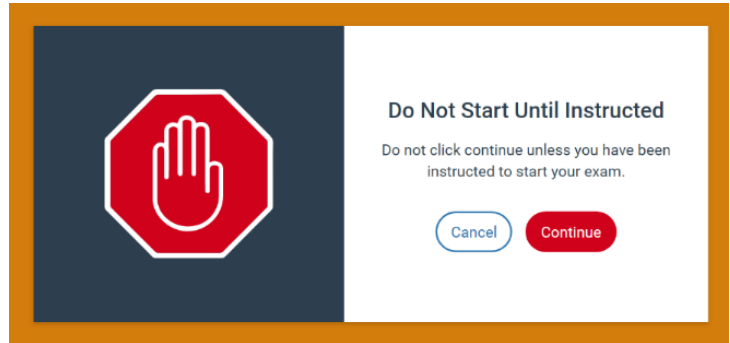 Do Not Start Until Instructed
Do not click continue unless you have been
instructed to start your exam.
Cancel
Continue